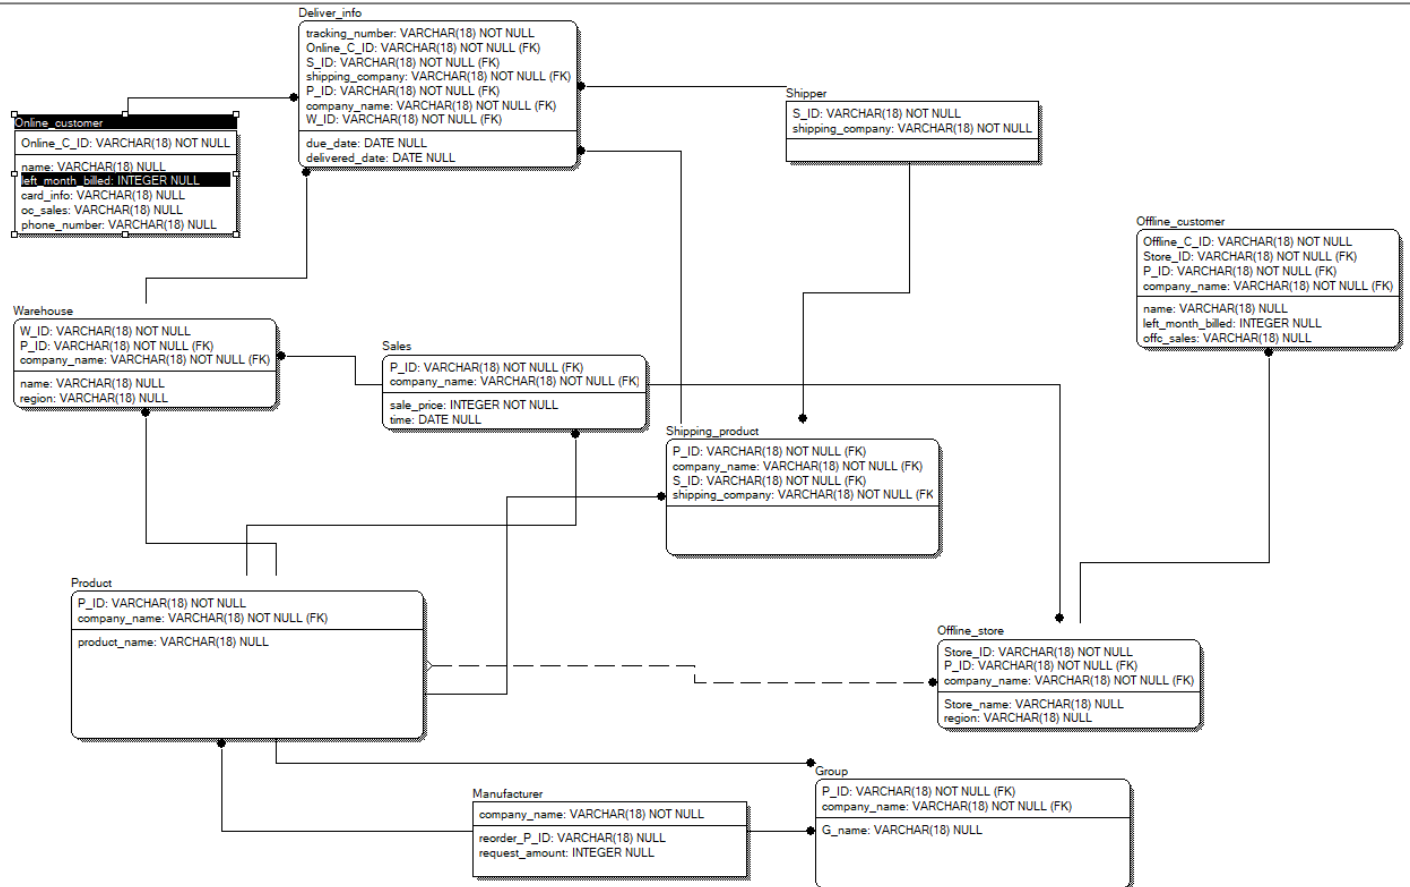 Deliver_info
tracking_number: VARCHAR(18) NOT NULL
Online_C_ID: VARCHAR(18) NOT NULL (FK)
S_ID: VARCHAR(18) NOT NULL (FK)
shipping_company: VARCHAR(18) NOT NULL (FK)
P_ID: VARCHAR(18) NOT NULL (FK)
company_name: VARCHAR(18) NOT NULL (FK)
W_ID: VARCHAR(18) NOT NULL (FK)
due_date: DATE NULL
delivered_date: DATE NULL
Shipper
S_ID: VARCHAR(18) NOT NULL
shipping_company: VARCHAR(18) NOT NULL
Online_customer
Online_C_ID: VARCHAR(18) NOT NULL
name: VARCHAR(18) NULL
left_month_billed: INTEGER NULL
card_info: VARCHAR(18) NULL
oc_sales: VARCHAR(18) NULL
phone_number: VARCHAR(18) NULL
Offline_customer
Offline_C_ID: VARCHAR(18) NOT NULL
Store_ID: VARCHAR(18) NOT NULL (FK)
P_ID: VARCHAR(18) NOT NULL (FK)
company_name: VARCHAR(18) NOT NULL (FK)
name: VARCHAR(18) NULL
left_month_billed: INTEGER NULL
offc_sales: VARCHAR(18) NULL
Warehouse
W_ID: VARCHAR(18) NOT NULL
P_ID: VARCHAR(18) NOT NULL (FK)
company_name: VARCHAR(18) NOT NULL (FK)
name: VARCHAR(18) NULL
region: VARCHAR(18) NULL
Sales
P_ID: VARCHAR(18) NOT NULL (FK)
company_name: VARCHAR(18) NOT NULL (FK)
sale_price: INTEGER NOT NULL
time: DATE NULL
Shipping_product
P_ID: VARCHAR(18) NOT NULL (FK)
company_name: VARCHAR(18) NOT NULL (FK)
S_ID: VARCHAR(18) NOT NULL (FK)
shipping_company: VARCHAR(18) NOT NULL (FK
Product
P_ID: VARCHAR(18) NOT NULL
company_name: VARCHAR(18) NOT NULL (FK)
product_name: VARCHAR(18) NULL
Offline_store
Store_ID: VARCHAR(18) NOT NULL
P_ID: VARCHAR(18) NOT NULL (FK)
company_name: VARCHAR(18) NOT NULL (FK)
Store_name: VARCHAR(18) NULL
region: VARCHAR(18) NULL
Manufacturer
company_name: VARCHAR(18) NOT NULL
reorder_P_ID: VARCHAR(18) NULL
request_amount: INTEGER NULL
Group
P_ID: VARCHAR(18) NOT NULL (FK)
company_name: VARCHAR(18) NOT NULL (FK)
G_name: VARCHAR(18) NULL